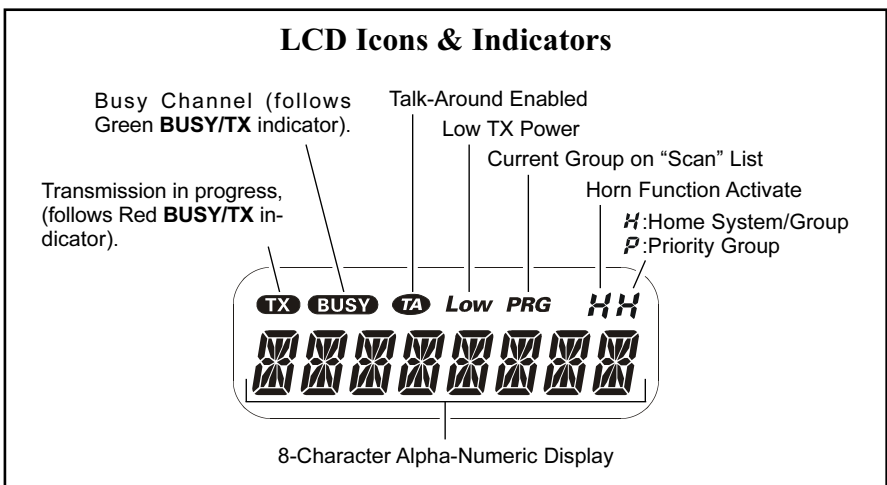 LCD Icons & Indicators
Busy Channel (follows
Green BUSY/TX indicator).
Talk-Around Enabled
Low TX Power
Current Group on “Scan” List
Transmission in progress,
(follows Red BUSY/TX in-
dicator).
Horn Function Activate
H:Home System/Group
P:Priority Group
TX BUSY TA Low PRG H H
8-Character Alpha-Numeric Display